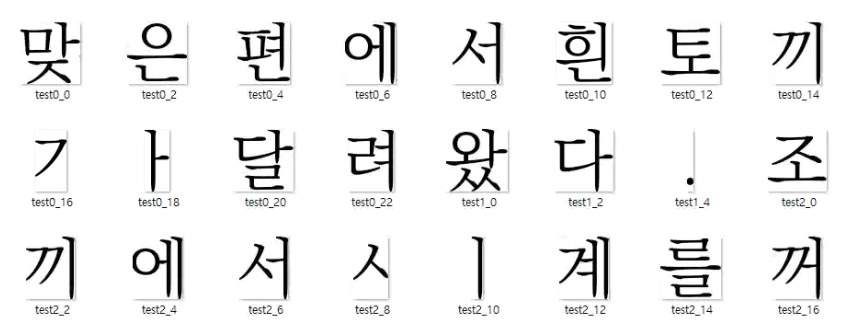 맞 은 편 에 서 흰 토 끼
test0_0 test0_2 test0_4 test0_6 test0_8 test0_10 test0_12 test0_14
ㄱ ㅏ 달 려 왔 다 . 조
test0_16 test0_18 test0_20 test0_22 test1_0 test1_2 test1_4 test2_0
끼 에 서 ㅅ ㅣ 계 를 꺼
test2_2 test2_4 test2_6 test2_8 test2_10 test2_12 test2_14 test2_16